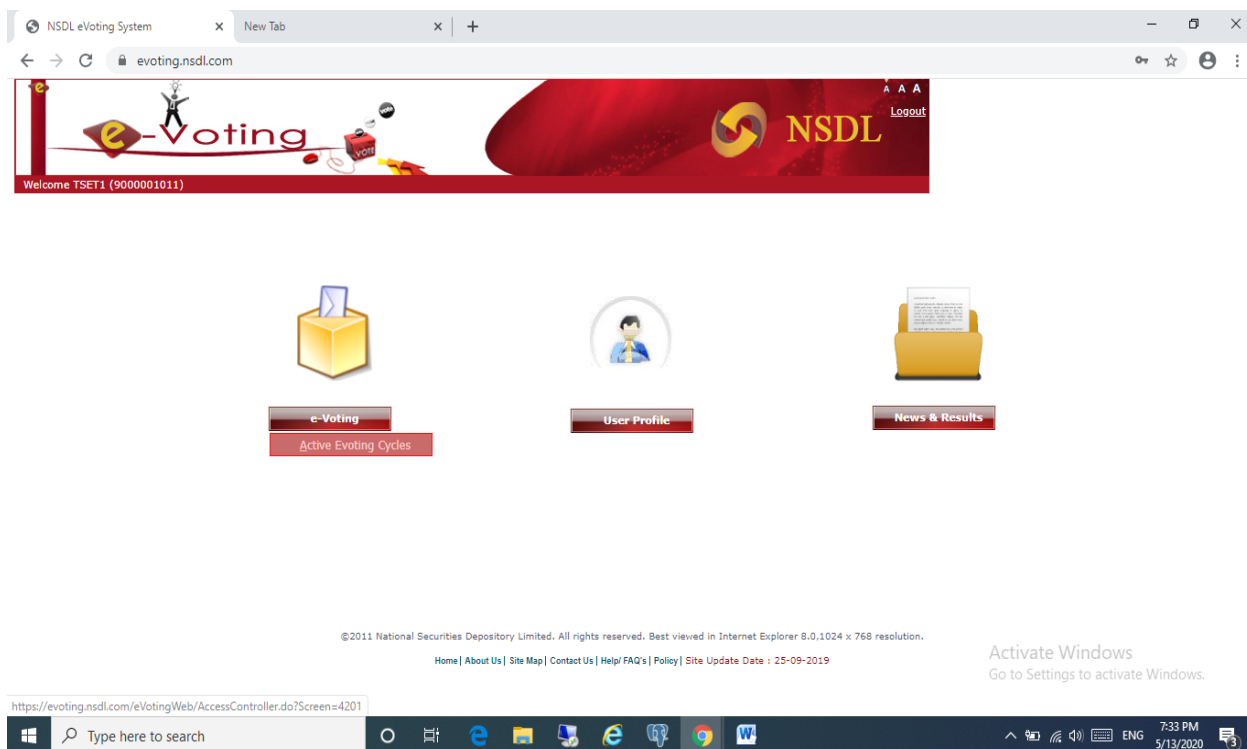 NSDL eVoting System
New Tab
evoting.nsdl.com
e-Voting
VOTE
NSDL
A A A
Logout
Welcome TSET1 (9000001011)
e-Voting
User Profile
News & Results
Active Evoting Cycles
©2011 National Securities Depository Limited. All rights reserved. Best viewed in Internet Explorer 8.0,1024 x 768 resolution.
Home| About Us| Site Map| Contact Us| Help/ FAQ's| Policy| Site Update Date : 25-09-2019
Activate Windows
Go to Settings to activate Windows.
https://evoting.nsdl.com/eVotingWeb/AccessController.do?Screen=4201
Type here to search
ENG
7:33 PM
5/13/2020
3